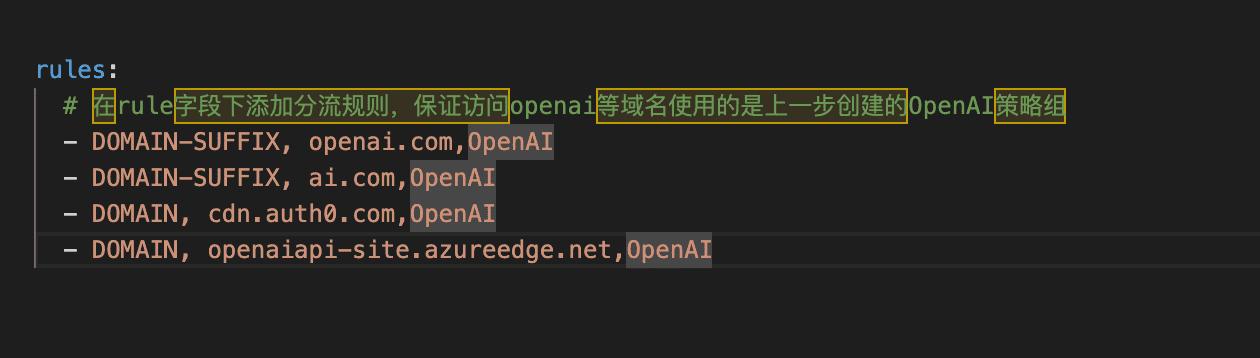 rules:
# 在rule字段下添加分流规则，保证访问openai等域名使用的是上一步创建的OpenAI策略组
- DOMAIN-SUFFIX, openai.com,OpenAI
- DOMAIN-SUFFIX, ai.com,OpenAI
- DOMAIN, cdn.auth0.com,OpenAI
- DOMAIN, openaiapi-site.azureedge.net,OpenAI